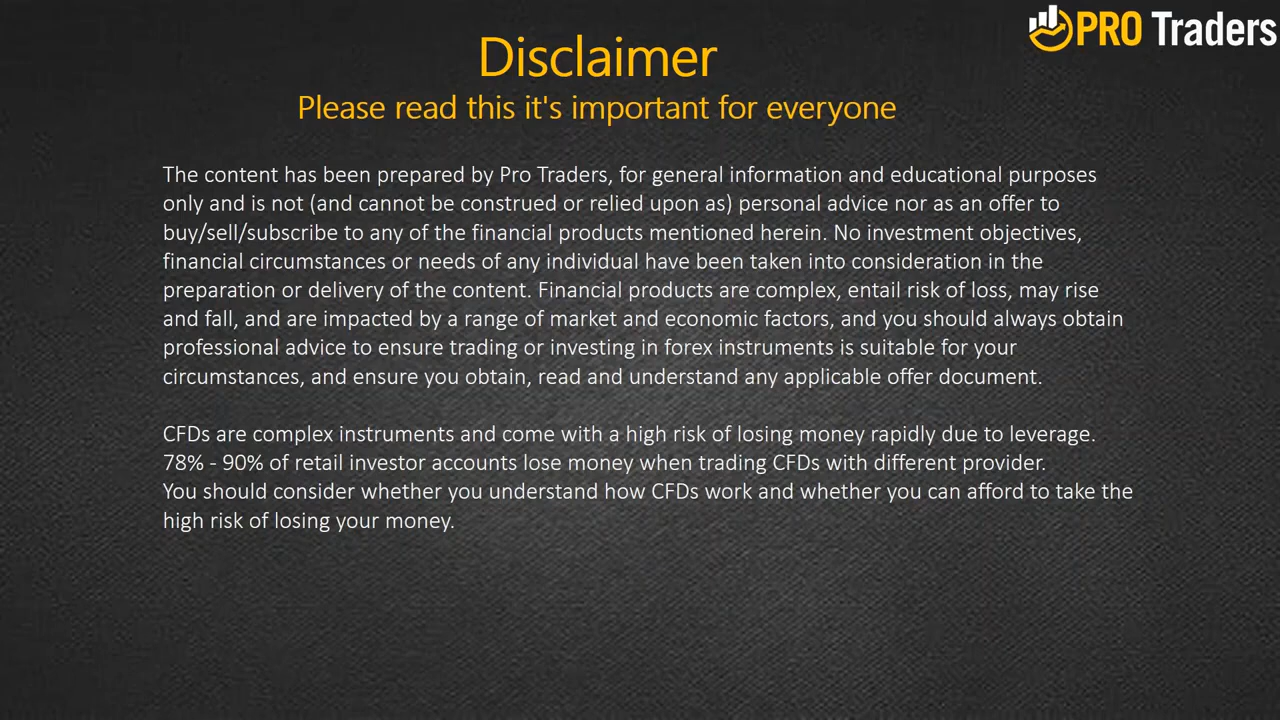 PRO Traders
Disclaimer
Please read this it's important for everyone
The content has been prepared by Pro Traders, for general information and educational purposes
only and is not (and cannot be construed or relied upon as) personal advice nor as an offer to
buy/sell/subscribe to any of the financial products mentioned herein. No investment objectives,
financial circumstances or needs of any individual have been taken into consideration in the
preparation or delivery of the content. Financial products are complex, entail risk of loss, may rise
and fall, and are impacted by a range of market and economic factors, and you should always obtain
professional advice to ensure trading or investing in forex instruments is suitable for your
circumstances, and ensure you obtain, read and understand any applicable offer document.
CFDs are complex instruments and come with a high risk of losing money rapidly due to leverage.
78% - 90% of retail investor accounts lose money when trading CFDs with different provider.
You should consider whether you understand how CFDs work and whether you can afford to take the
high risk of losing your money.